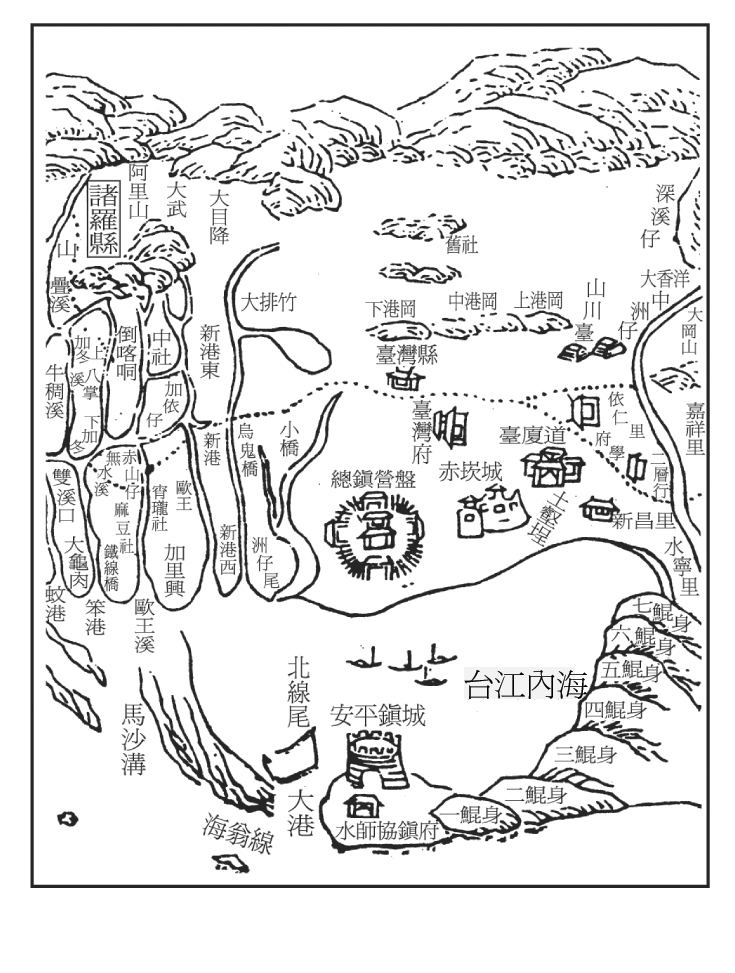 阿里山
大武
大目降
諸羅縣
山疊溪
深溪仔
舊社
大香洋
大排竹
下港岡
中港岡
上港岡
山川臺
中洲仔
大岡山
倒咯嘓
中社
新港東
臺灣縣
牛稠溪
加冬溪
上
八掌
下加冬
加依仔
小橋
烏鬼橋
新港
臺灣府
臺廈道
依仁里
府學
嘉祥里
二層行
赤山仔
無水溪
總鎮營盤
赤崁城
雙溪口
麻豆社
歐王
土墼埕
新昌里
大龜肉
鐵線橋
加里興
新港西
洲仔尾
水寧里
蚊港
笨港
歐王溪
七鯤身
六鯤身
五鯤身
四鯤身
三鯤身
二鯤身
一鯤身
台江內海
北線尾
安平鎮城
馬沙溝
大港
海翁線
水師協鎮府